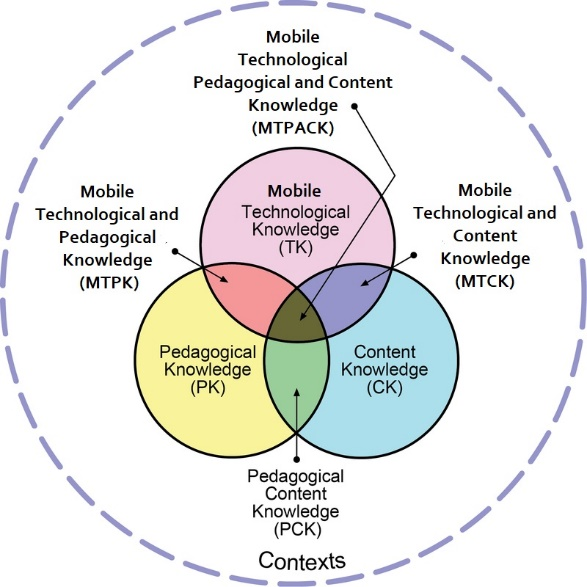 Mobile
Technological
Pedagogical and Content
Knowledge
(MTPACK)
Mobile
Technological and
Pedagogical
Knowledge
(MTPK)
Mobile
Technological
Knowledge
(TK)
Mobile
Technological and
Content
Knowledge
(MTCK)
Pedagogical
Knowledge
(PK)
Content
Knowledge
(CK)
Pedagogical
Content
Knowledge
(PCK)
Contexts